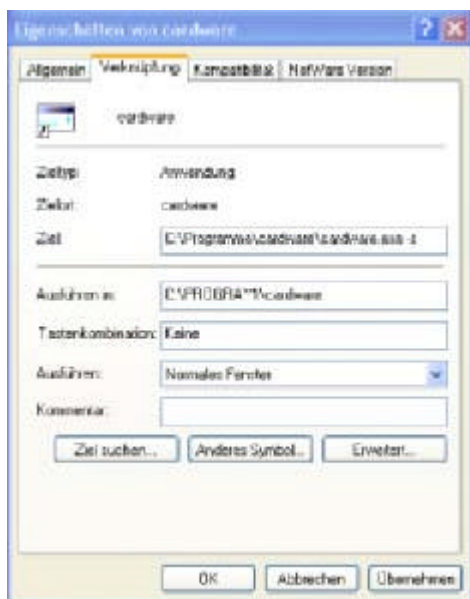 Eigenschaften von cardware
Allgemein Verknüpfung Kompatibilität NetWare Version
cardware
Zieltyp: Anwendung
Zielort: cardware
Ziel: C:\Programme\cardware\cardware.exe
Ausführen in: C:\PROGRA~1\cardware
Tastenkombination: Keine
Ausführen: Normales Fenster
Kommentar:
Ziel suchen... Anderes Symbol... Erweitert...
OK Abbrechen Übernehmen